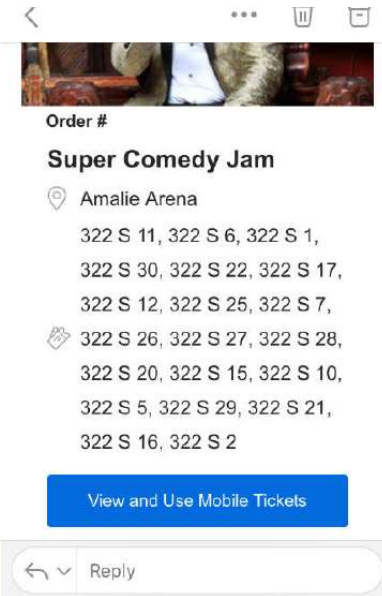 Order #
Super Comedy Jam
Amalie Arena
322 S 11, 322 S 6, 322 S 1,
322 S 30, 322 S 22, 322 S 17,
322 S 12, 322 S 25, 322 S 7,
322 S 26, 322 S 27, 322 S 28,
322 S 20, 322 S 15, 322 S 10,
322 S 5, 322 S 29, 322 S 21,
322 S 16, 322 S 2
View and Use Mobile Tickets
Reply